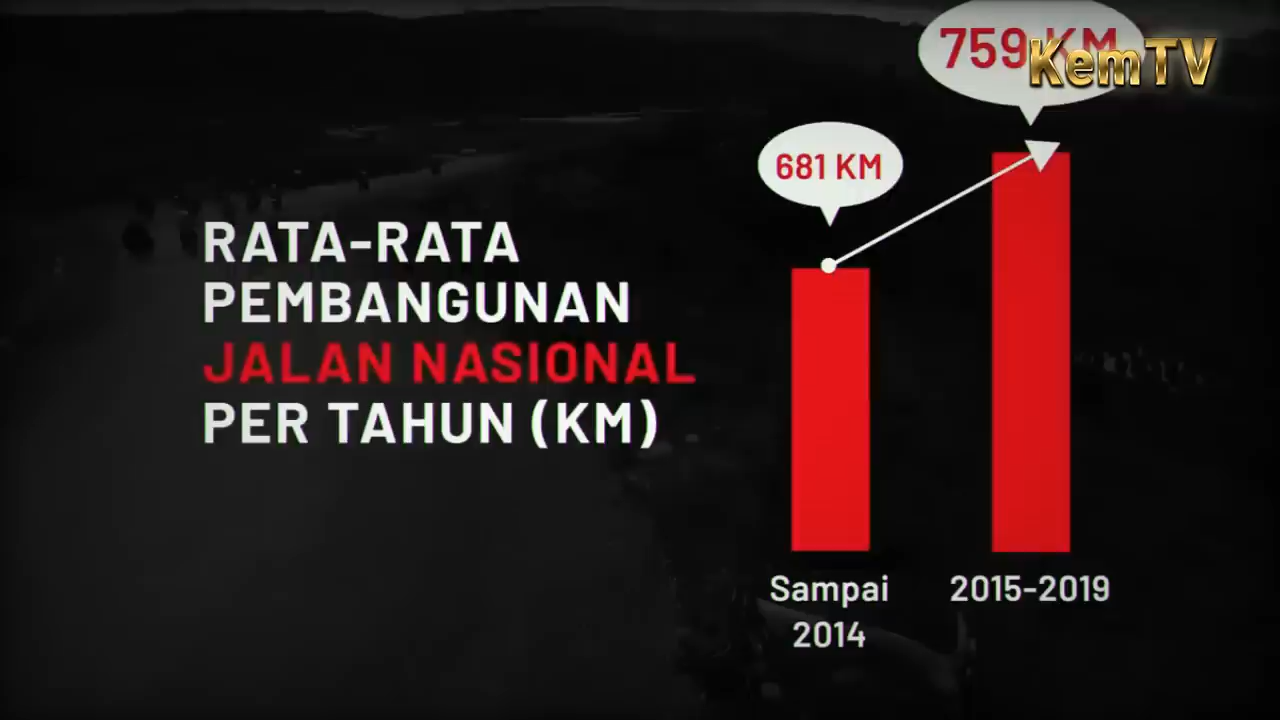 759 KM
KemTV
681 KM
RATA-RATA
PEMBANGUNAN
JALAN NASIONAL
PER TAHUN (KM)
Sampai
2014
2015-2019